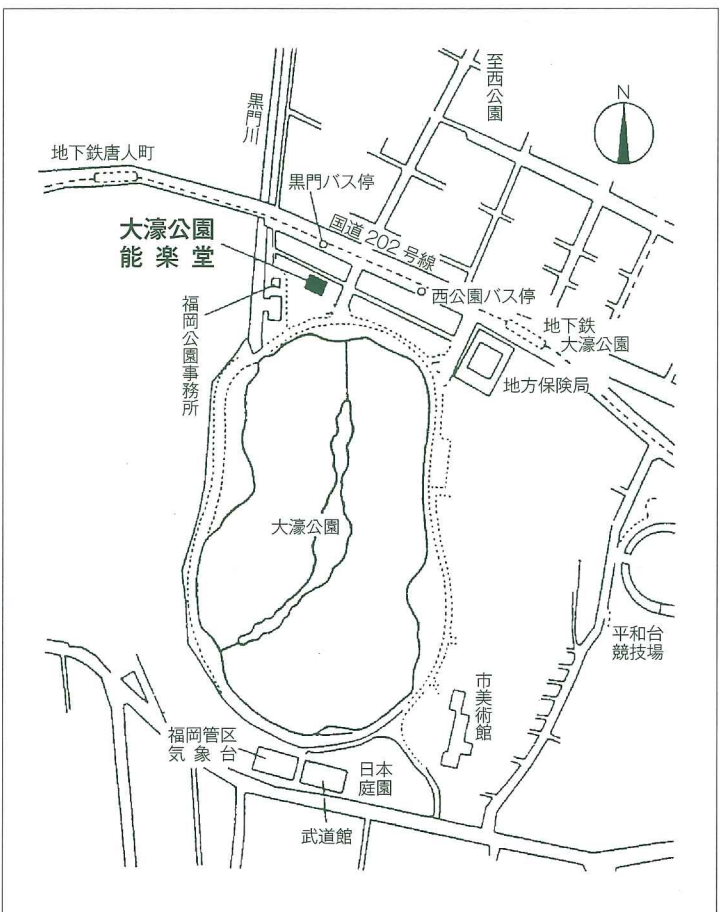 至西公園
N
黒門川
地下鉄唐人町
黒門バス停
国道202号線
大濠公園
能楽堂
西公園バス停
福岡公園事務所
地下鉄
大濠公園
地方保険局
大濠公園
平和台
競技場
市美術館
福岡管区
気象台
日本
庭園
武道館